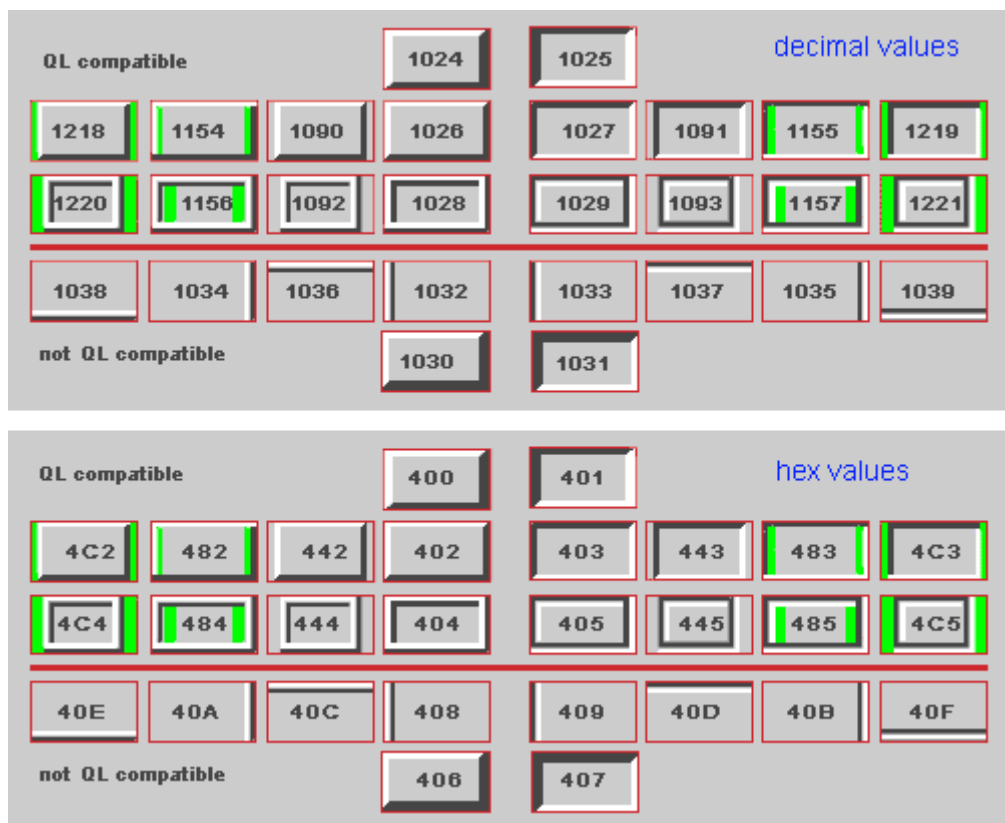 QL compatible 1024 1025 decimal values
1218 1154 1090 1026 1027 1091 1155 1219
1220 1156 1092 1028 1029 1093 1157 1221
1038 1034 1036 1032 1033 1037 1035 1039
not QL compatible 1030 1031
QL compatible 400 401 hex values
4C2 482 442 402 403 443 483 4C3
4C4 484 444 404 405 445 485 4C5
40E 40A 40C 408 409 40D 40B 40F
not QL compatible 406 407